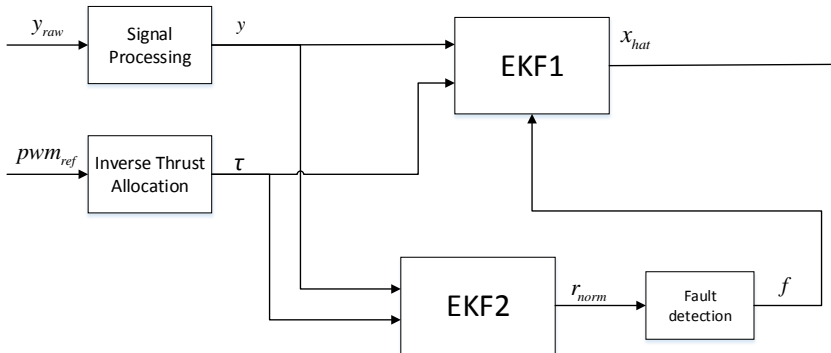 y_raw
Signal
Processing
y
EKF1
x_hat
pwm_ref
Inverse Thrust
Allocation
τ
EKF2
r_norm
Fault
detection
f